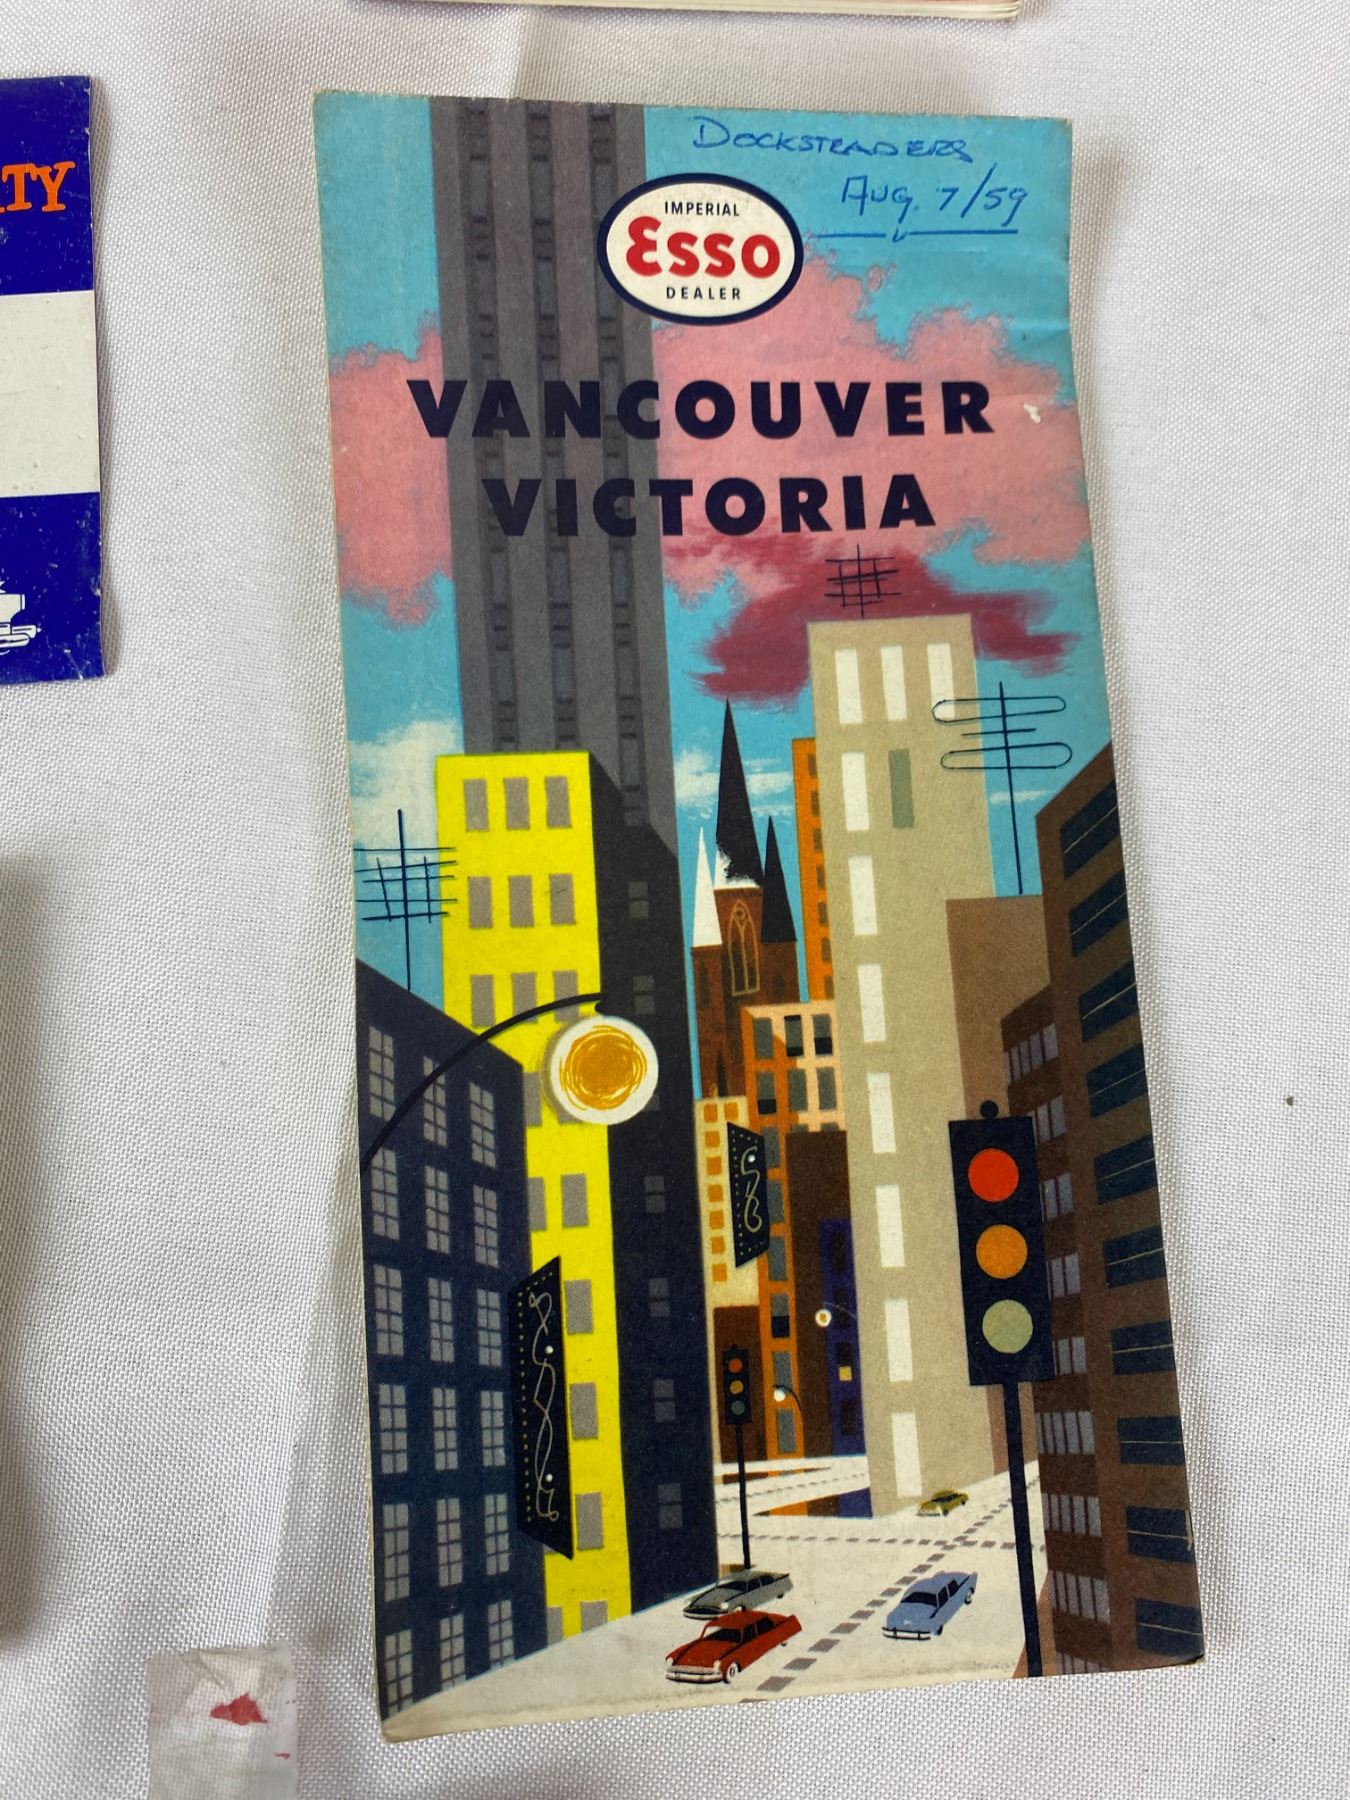 DOCKSTEADERS
AUG. 7/59
IMPERIAL
Esso
DEALER
VANCOUVER
VICTORIA
TY